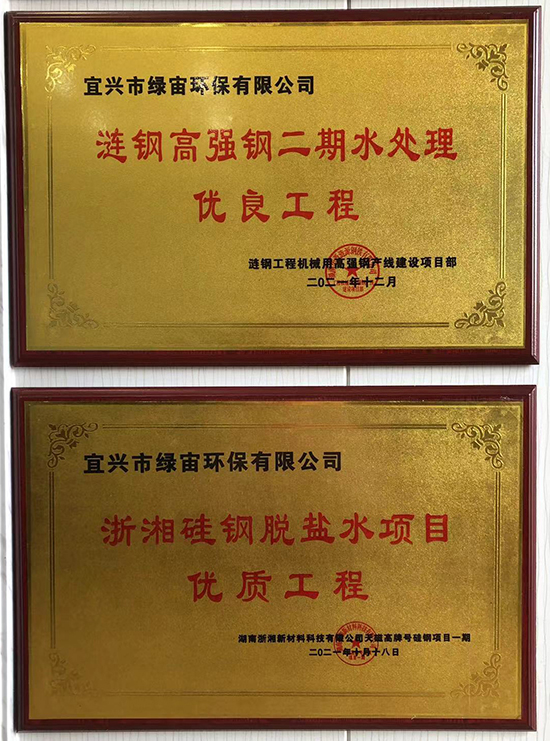 宜兴市绿宙环保有限公司
涟钢高强钢二期水处理
优良工程
涟钢工程机械用高强钢产线建设项目部
二〇二一年十二月
宜兴市绿宙环保有限公司
浙湘硅钢脱盐水项目
优质工程
湖南浙湘新材料科技有限公司天磁高牌号硅钢项目一期
二〇二一年十月十八日